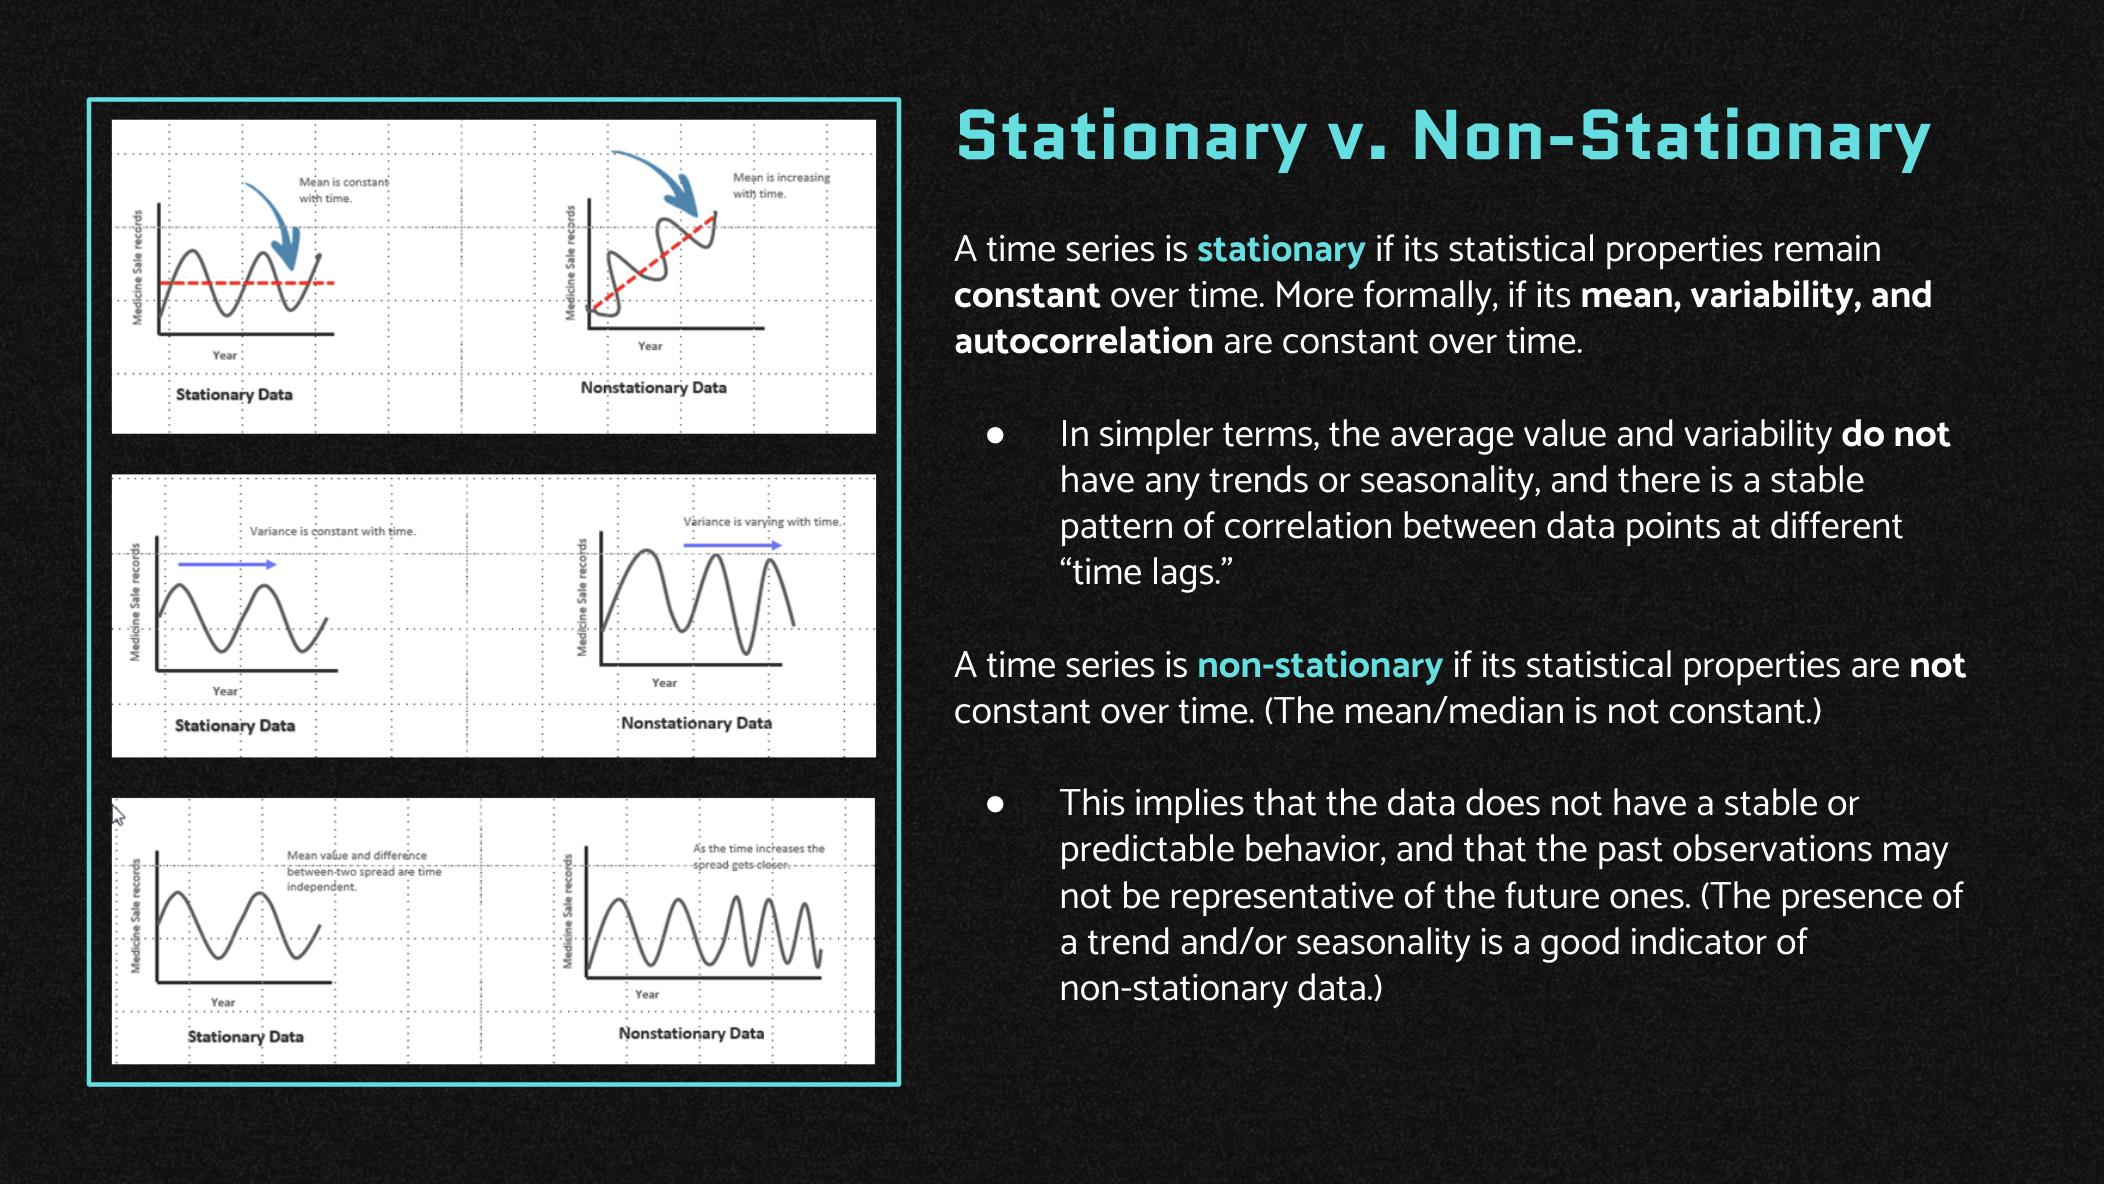 Stationary v. Non-Stationary
A time series is stationary if its statistical properties remain
constant over time. More formally, if its mean, variability, and
autocorrelation are constant over time.
● In simpler terms, the average value and variability do not
have any trends or seasonality, and there is a stable
pattern of correlation between data points at different
“time lags.”
A time series is non-stationary if its statistical properties are not
constant over time. (The mean/median is not constant.)
● This implies that the data does not have a stable or
predictable behavior, and that the past observations may
not be representative of the future ones. (The presence of
a trend and/or seasonality is a good indicator of
non-stationary data.)
Mean is constant
with time.
Medicine Sale records
Year
Stationary Data
Mean is increasing
with time.
Medicine Sale records
Year
Nonstationary Data
Variance is constant with time.
Medicine Sale records
Year
Stationary Data
Variance is varying with time.
Medicine Sale records
Year
Nonstationary Data
Mean value and difference
between two spread are time
independent.
Medicine Sale records
Year
Stationary Data
As the time increases the
spread gets closer.
Medicine Sale records
Year
Nonstationary Data